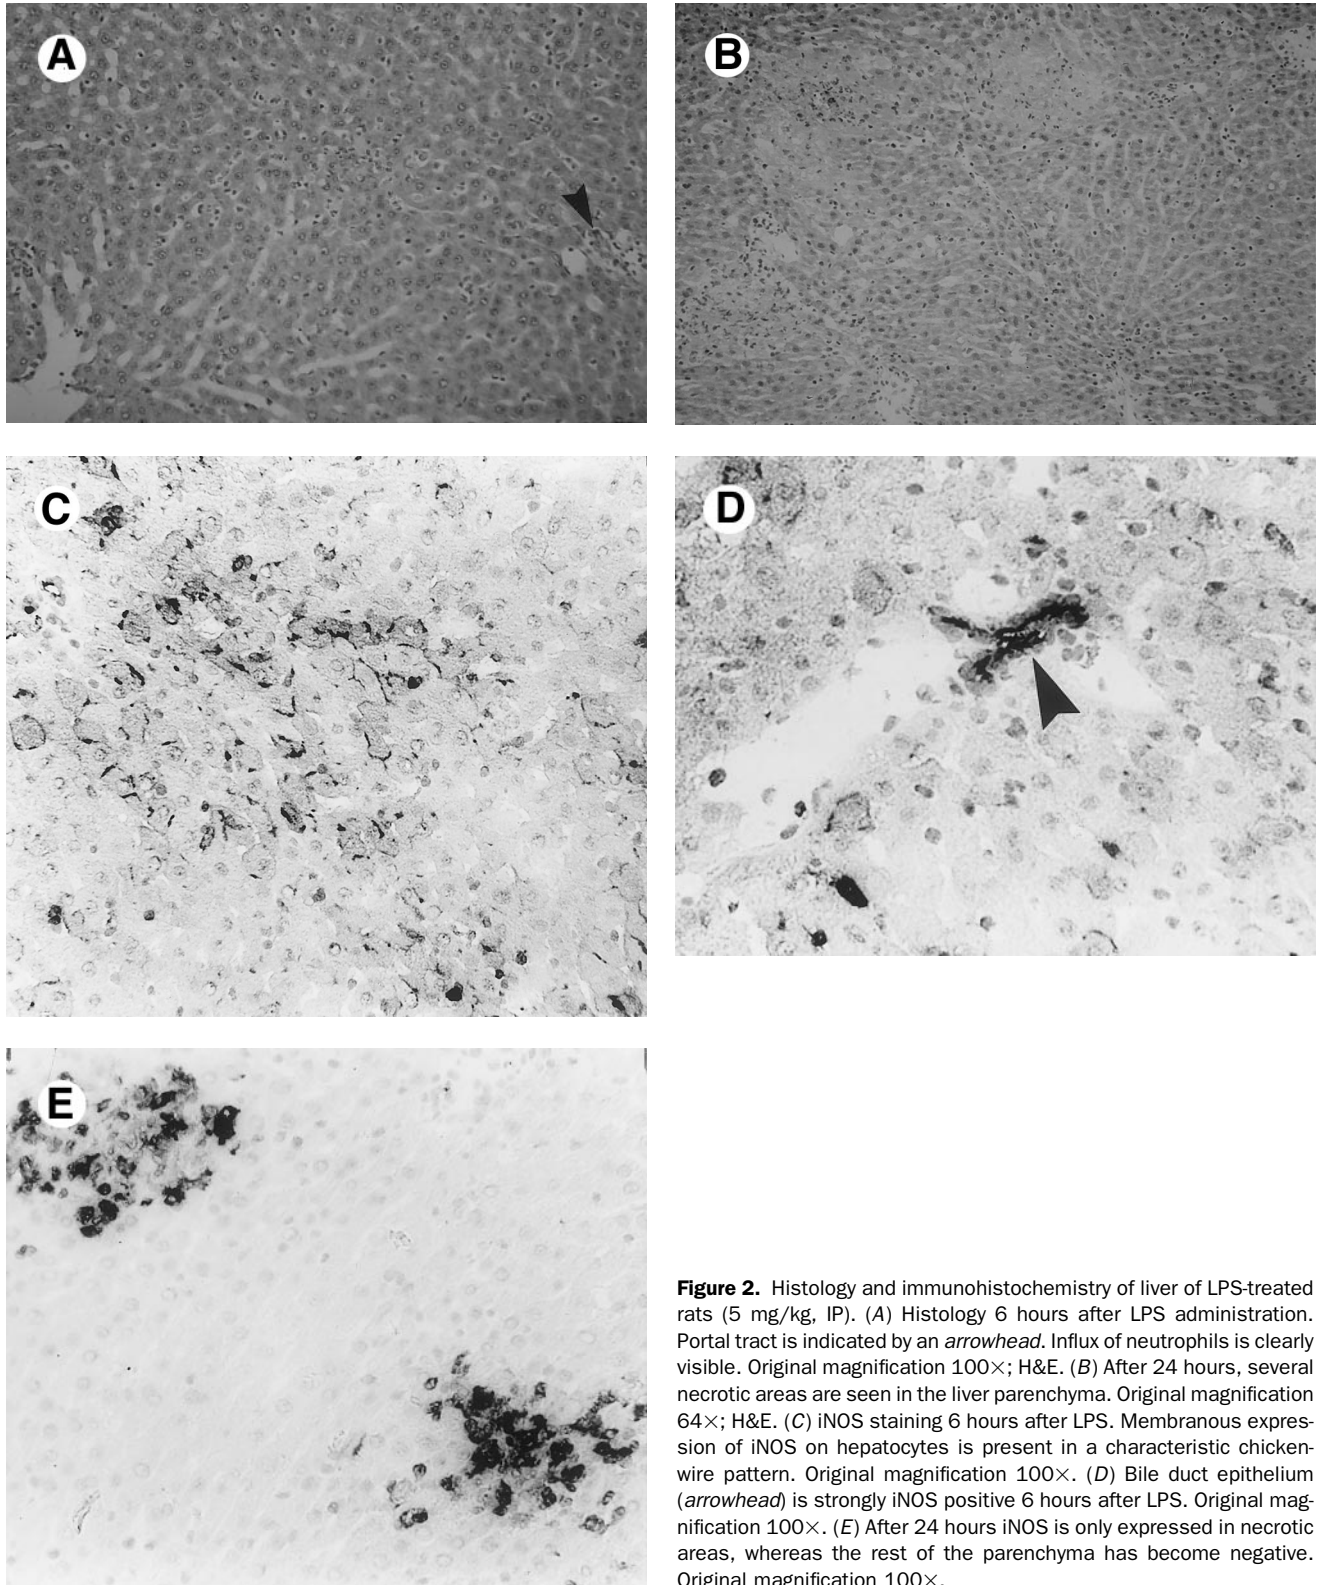 A
B
C
D
E
Figure 2. Histology and immunohistochemistry of liver of LPS-treated
rats (5 mg/kg, IP). (A) Histology 6 hours after LPS administration.
Portal tract is indicated by an arrowhead. Influx of neutrophils is clearly
visible. Original magnification 100×; H&E. (B) After 24 hours, several
necrotic areas are seen in the liver parenchyma. Original magnification
64×; H&E. (C) iNOS staining 6 hours after LPS. Membranous expres-
sion of iNOS on hepatocytes is present in a characteristic chicken-
wire pattern. Original magnification 100×. (D) Bile duct epithelium
(arrowhead) is strongly iNOS positive 6 hours after LPS. Original mag-
nification 100×. (E) After 24 hours iNOS is only expressed in necrotic
areas, whereas the rest of the parenchyma has become negative.
Original magnification 100×.